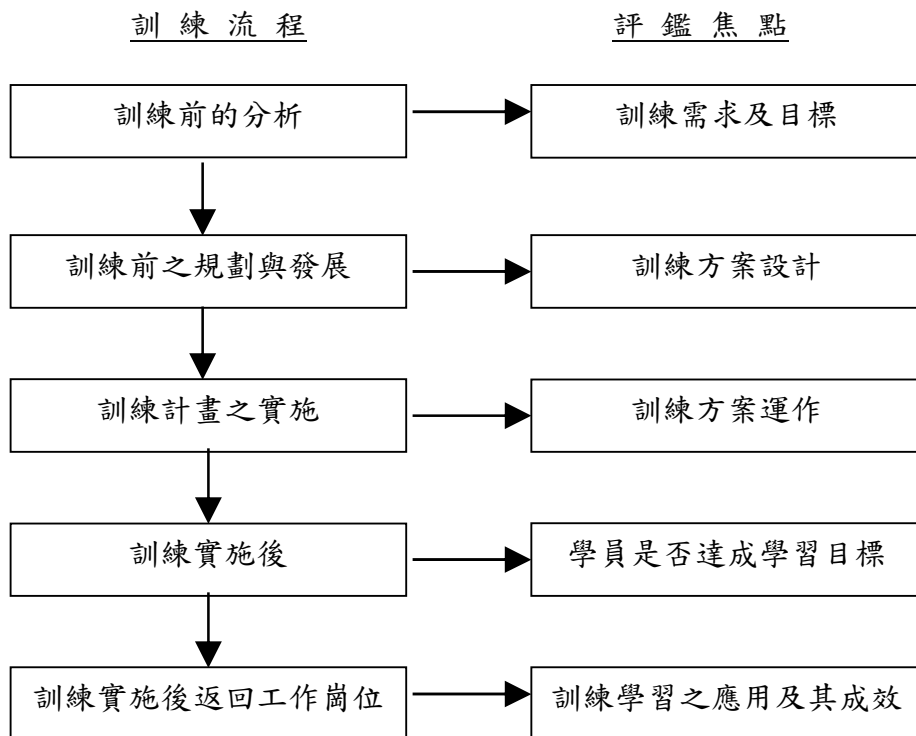 訓練流程 評鑑焦點
訓練前的分析 訓練需求及目標
訓練前之規劃與發展 訓練方案設計
訓練計畫之實施 訓練方案運作
訓練實施後 學員是否達成學習目標
訓練實施後返回工作崗位 訓練學習之應用及其成效